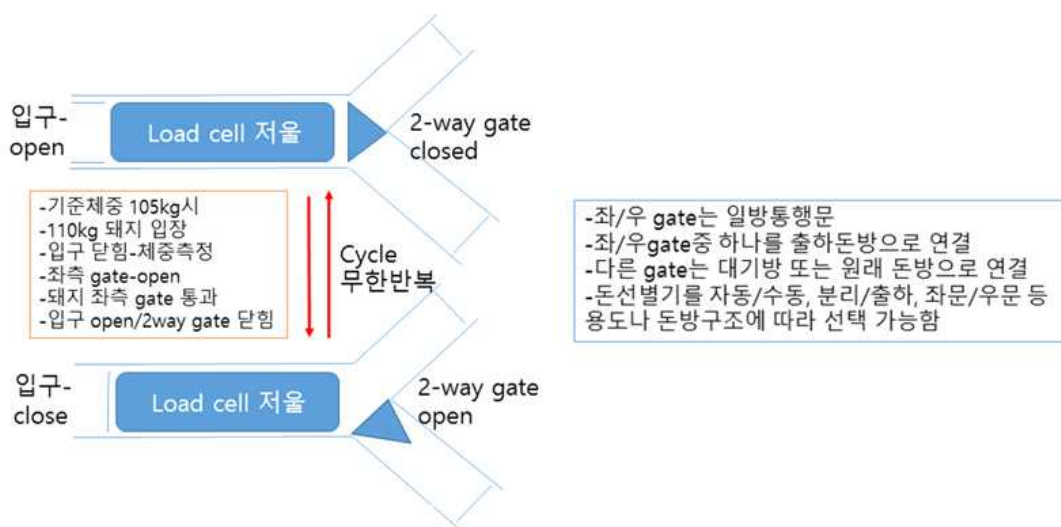 입구-
open
Load cell 저울
2-way gate
closed
-기준체중 105kg시
-110kg 돼지 입장
-입구 닫힘-체중측정
-좌측 gate-open
-돼지 좌측 gate 통과
-입구 open/2way gate 닫힘
Cycle
무한반복
-좌/우 gate는 일방통행문
-좌/우gate중 하나를 출하돈방으로 연결
-다른 gate는 대기방 또는 원래 돈방으로 연결
-돈선별기를 자동/수동, 분리/출하, 좌문/우문 등
용도나 돈방구조에 따라 선택 가능함
입구-
close
Load cell 저울
2-way gate
open